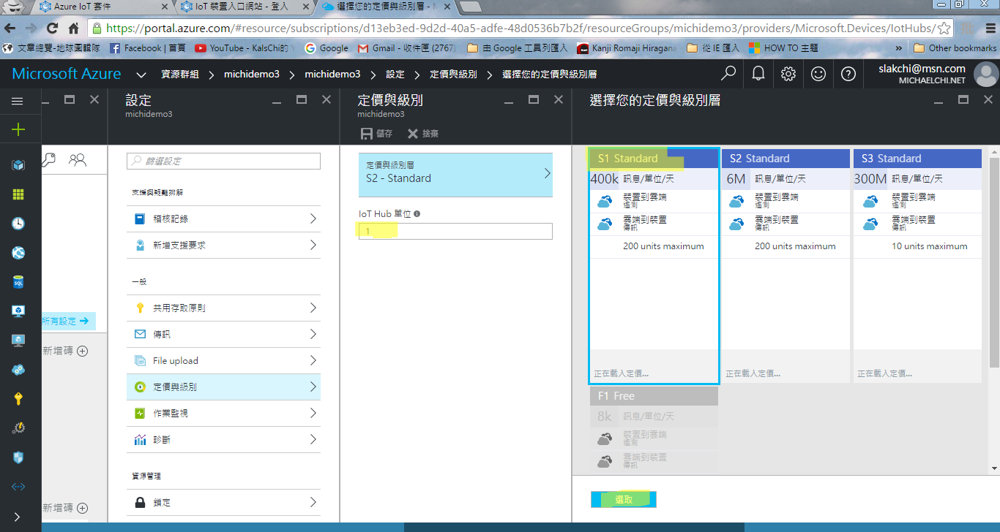 Azure IoT 套件
IoT 裝置入口網站 - 登入
選擇您的定價與級別層 - M
https://portal.azure.com/#resource/subscriptions/d13eb3ed-9d2d-40a5-adfe-48d0536b7b2f/resourceGroups/michidemo3/providers/Microsoft.Devices/IotHubs/
文章總覽-地球圖輯隊
Facebook | 首頁
YouTube - KalsChi的
Google
Gmail - 收件匣 (2767)
由 Google 工具列匯入
Kanji Romaji Hiragana
從 IE 匯入
HOW TO 主題
»
Other bookmarks
Microsoft Azure
資源群組
michidemo3
michidemo3
設定
定價與級別
選擇您的定價與級別層
slakchi@msn.com
MICHAELCHI.NET
所有設定
新增磚
新增磚
設定
michidemo3
篩選設定
支援與疑難排解
稽核記錄
新增支援要求
一般
共用存取原則
傳訊
File upload
定價與級別
作業監視
診斷
資源管理
鎖定
定價與級別
michidemo3
儲存
捨棄
定價與級別層
S2 - Standard
IoT Hub 單位
1
選擇您的定價與級別層
S1 Standard
400k 訊息/單位/天
裝置到雲端
遙測
雲端到裝置
傳訊
200 units maximum
正在載入定價...
S2 Standard
6M 訊息/單位/天
裝置到雲端
遙測
雲端到裝置
傳訊
200 units maximum
正在載入定價...
S3 Standard
300M 訊息/單位/天
裝置到雲端
遙測
雲端到裝置
傳訊
10 units maximum
正在載入定價...
F1 Free
8k 訊息/單位/天
裝置到雲端
遙測
雲端到裝置
傳訊
選取